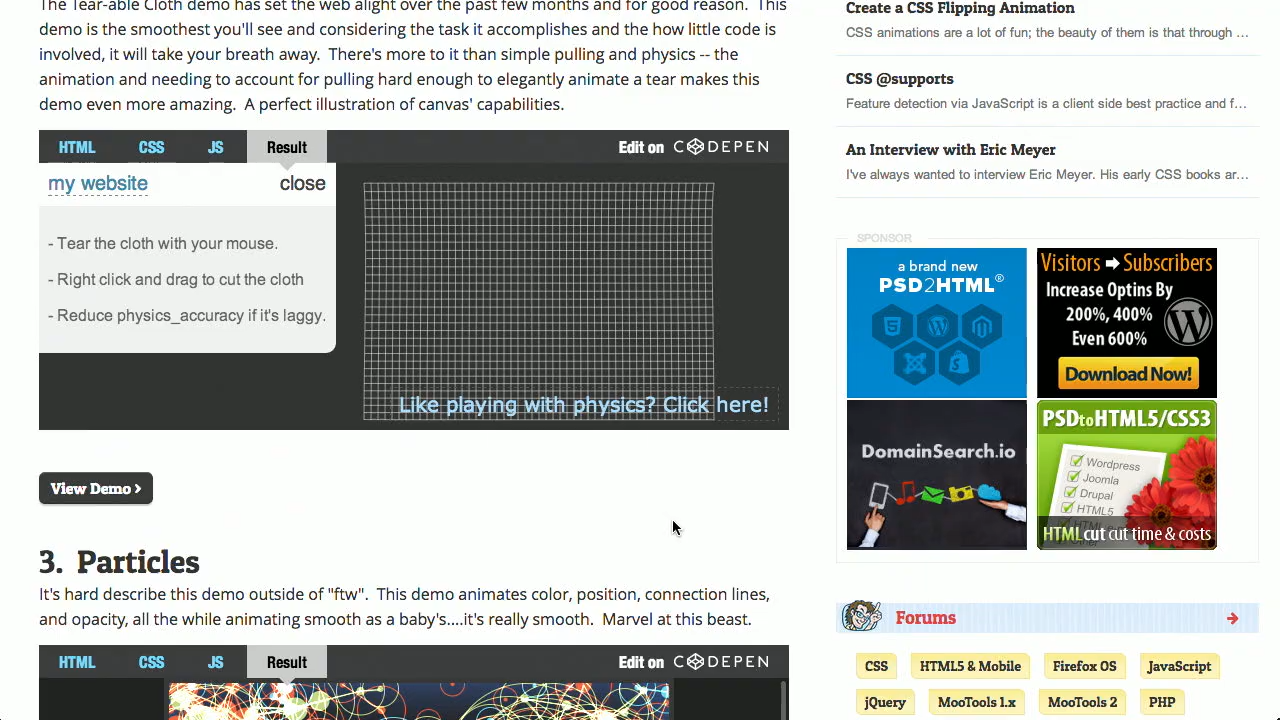 The Tear-able Cloth demo has set the web alight over the past few months and for good reason.  This
demo is the smoothest you'll see and considering the task it accomplishes and the how little code is
involved, it will take your breath away.  There's more to it than simple pulling and physics -- the
animation and needing to account for pulling hard enough to elegantly animate a tear makes this
demo even more amazing.  A perfect illustration of canvas' capabilities.
HTML CSS JS Result Edit on CODEPEN
my website close
- Tear the cloth with your mouse.
- Right click and drag to cut the cloth
- Reduce physics_accuracy if it's laggy.
Like playing with physics? Click here!
View Demo ›
3.  Particles
It's hard describe this demo outside of "ftw".  This demo animates color, position, connection lines,
and opacity, all the while animating smooth as a baby's....it's really smooth.  Marvel at this beast.
HTML CSS JS Result Edit on CODEPEN
Create a CSS Flipping Animation
CSS animations are a lot of fun; the beauty of them is that through ...
CSS @supports
Feature detection via JavaScript is a client side best practice and f...
An Interview with Eric Meyer
I've always wanted to interview Eric Meyer. His early CSS books ar...
SPONSOR
a brand new
PSD2HTML®
Visitors ➡ Subscribers
Increase Optins By
200%, 400%
Even 600%
Download Now!
DomainSearch.io
PSDtoHTML5/CSS3
Wordpress
Joomla
Drupal
HTML5
HTMLcut cut time & costs
Forums
CSS HTML5 & Mobile Firefox OS JavaScript
jQuery MooTools 1.x MooTools 2 PHP